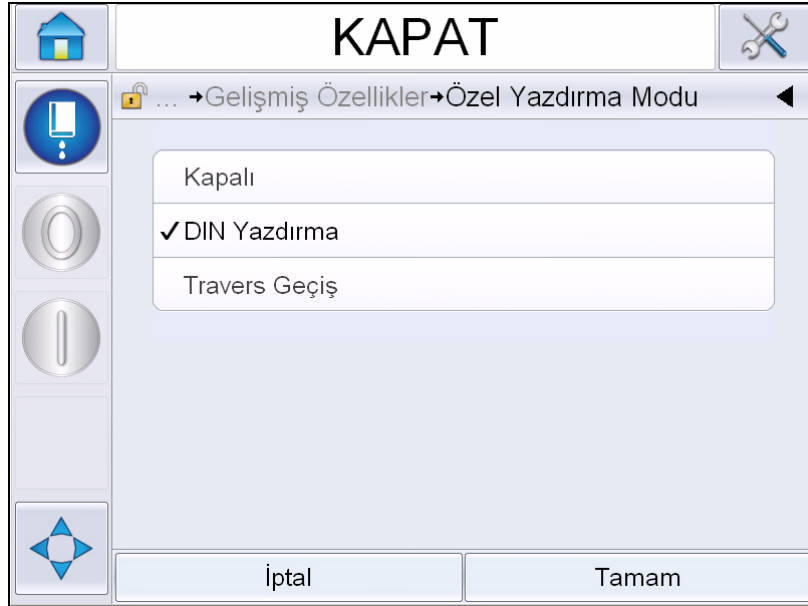 KAPAT
... →Gelişmiş Özellikler→Özel Yazdırma Modu
Kapalı
✓DIN Yazdırma
Travers Geçiş
İptal
Tamam